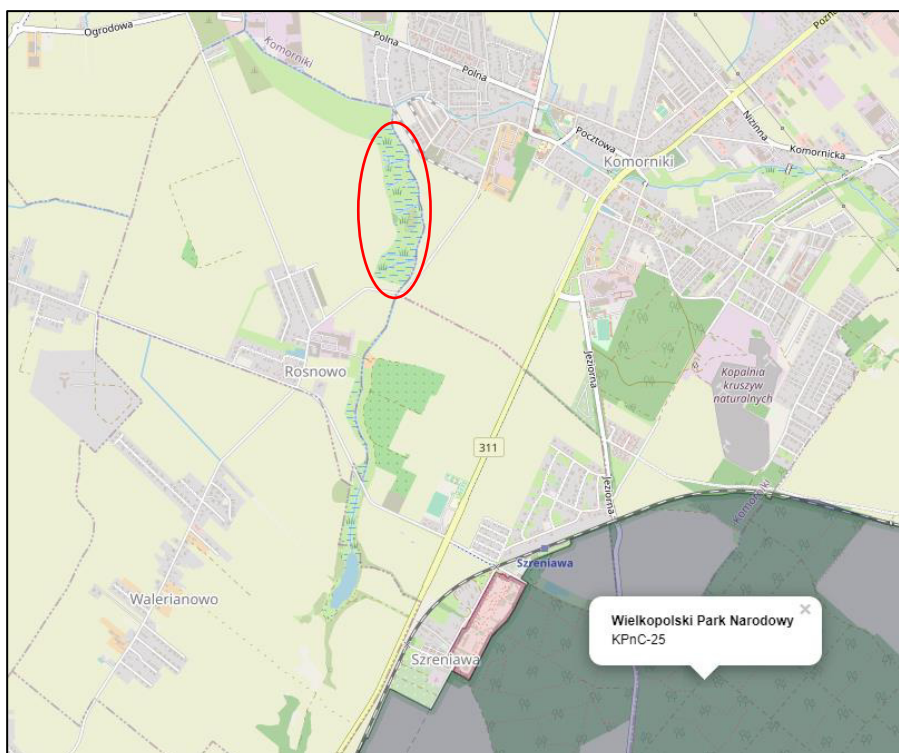 Ogrodowa
Komorniki
Polna
Polna
Pocztowa
Nizinna
Komornicka
Komorniki
Rosnowo
Jeziorna
Kopalnia
kruszyw
naturalnych
311
Jeziorna
Komorniki
Szreniawa
Walerianowo
Szreniawa
Wielkopolski Park Narodowy
KPnC-25